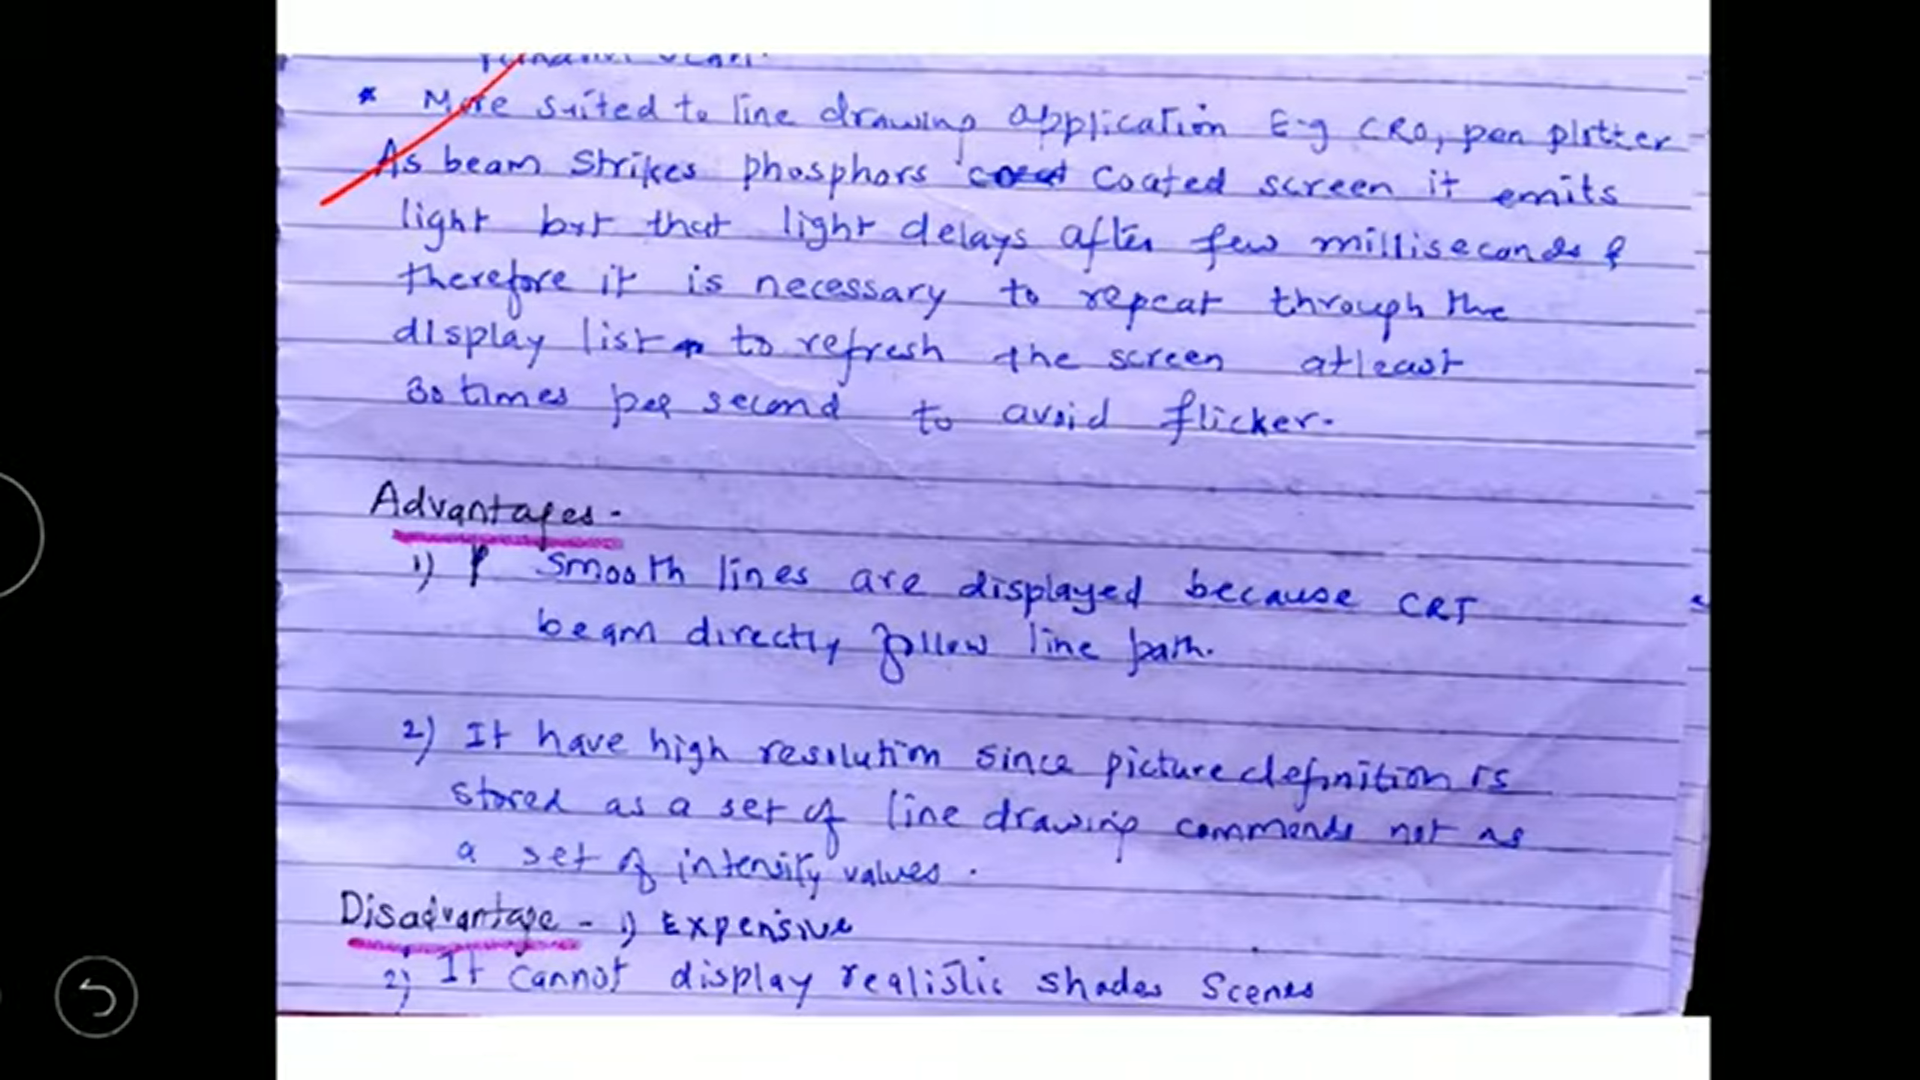 random scan.
* More suited to line drawing application E-g CRO, pen plotter
As beam strikes phosphors coated screen it emits
light but that light delays after few milliseconds &
therefore it is necessary to repeat through the
display list to refresh the screen atleast
30 times per second to avoid flicker.
Advantages -
1) Smooth lines are displayed because CRT
beam directly follow line path.
2) It have high resolution since picture definition is
stored as a set of line drawing commands not as
a set of intensity values.
Disadvantage - 1) Expensive
2) It cannot display realistic shades Scenes